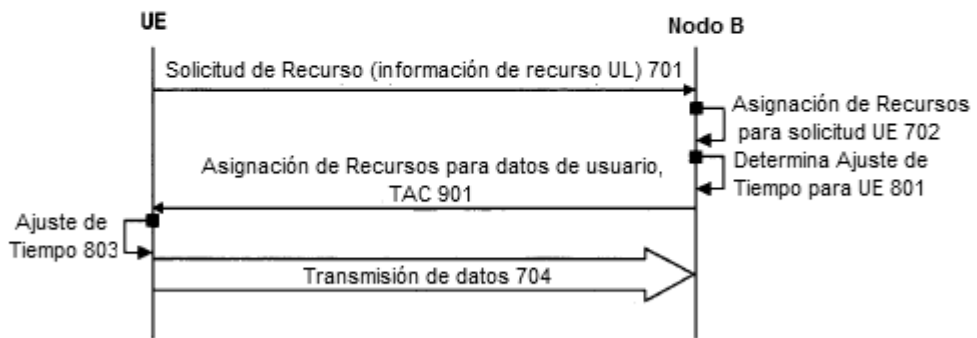 UE
Nodo B
Solicitud de Recurso (información de recurso UL) 701
Asignación de Recursos
para solicitud UE 702
Asignación de Recursos para datos de usuario,
TAC 901
Determina Ajuste de
Tiempo para UE 801
Ajuste de
Tiempo 803
Transmisión de datos 704